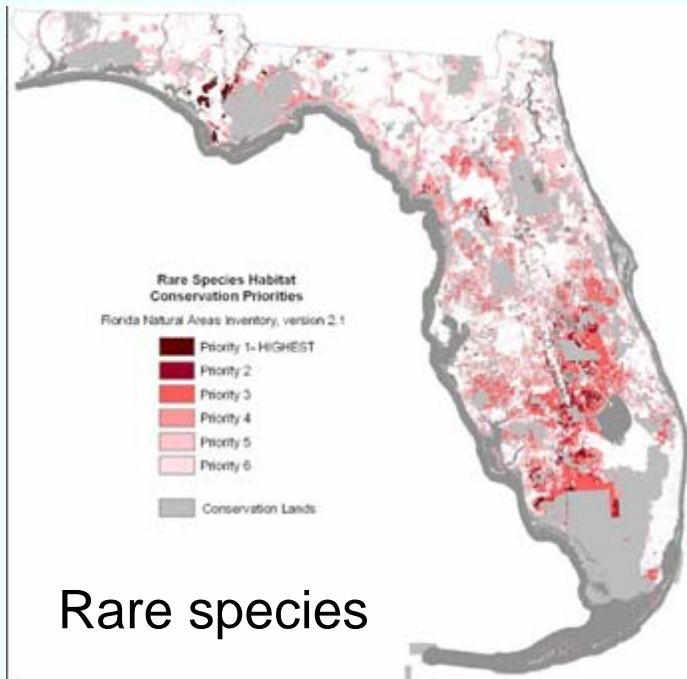 Rare Species Habitat
Conservation Priorities
Florida Natural Areas Inventory, version 2.1
Priority 1- HIGHEST
Priority 2
Priority 3
Priority 4
Priority 5
Priority 6
Conservation Lands
Rare species